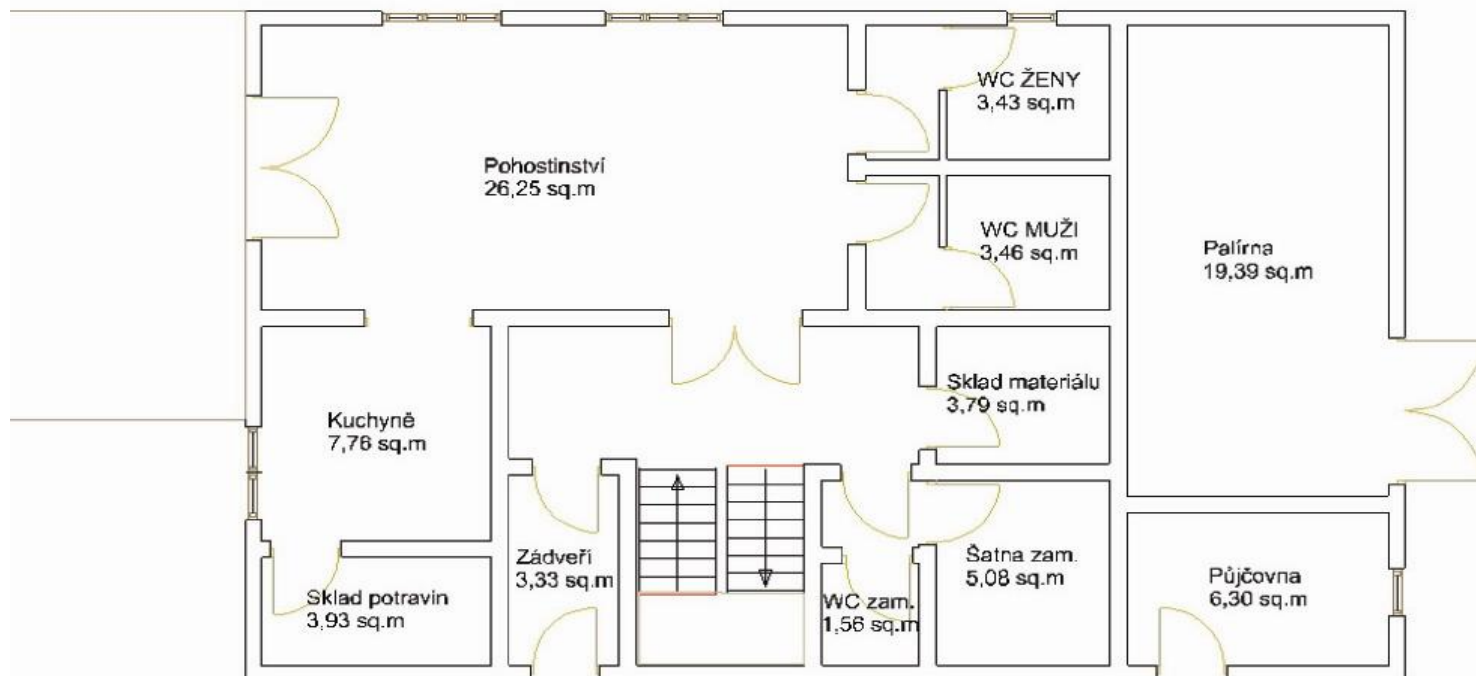 WC ŽENY
3,43 sq.m
Pohostinství
26,25 sq.m
WC MUŽI
3,46 sq.m
Palírna
19,39 sq.m
Sklad materiálu
3,79 sq.m
Kuchyně
7,76 sq.m
Zádveří
3,33 sq.m
Šatna zam.
5,08 sq.m
Půjčovna
6,30 sq.m
Sklad potravin
3,93 sq.m
WC zam.
1,56 sq.m